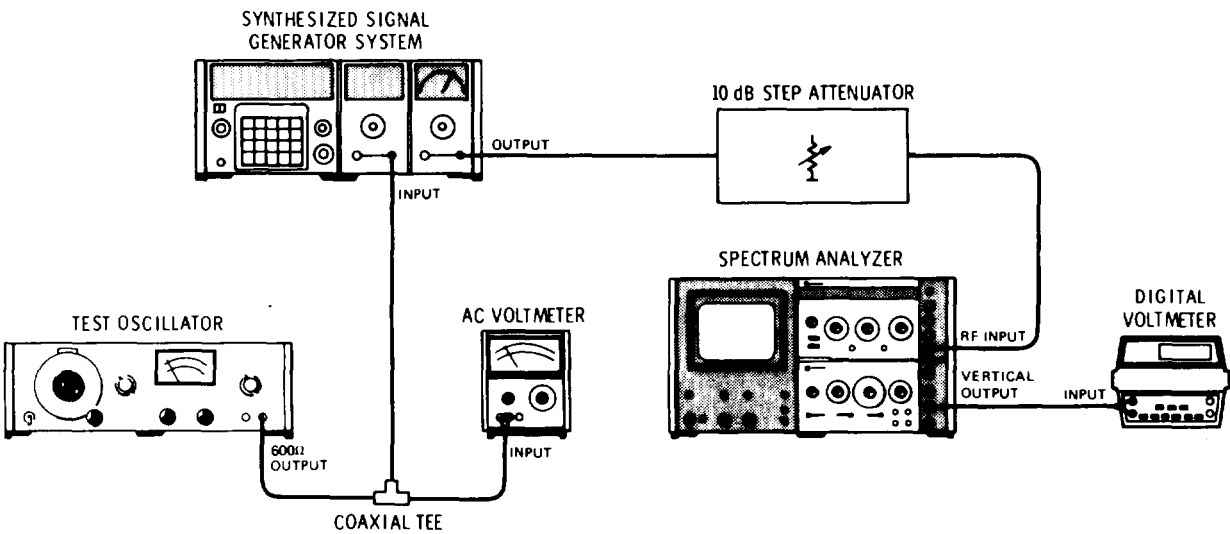 SYNTHESIZED SIGNAL
GENERATOR SYSTEM
10 dB STEP ATTENUATOR
OUTPUT
INPUT
SPECTRUM ANALYZER
TEST OSCILLATOR
AC VOLTMETER
DIGITAL
VOLTMETER
RF INPUT
VERTICAL
OUTPUT
INPUT
600Ω
OUTPUT
INPUT
COAXIAL TEE